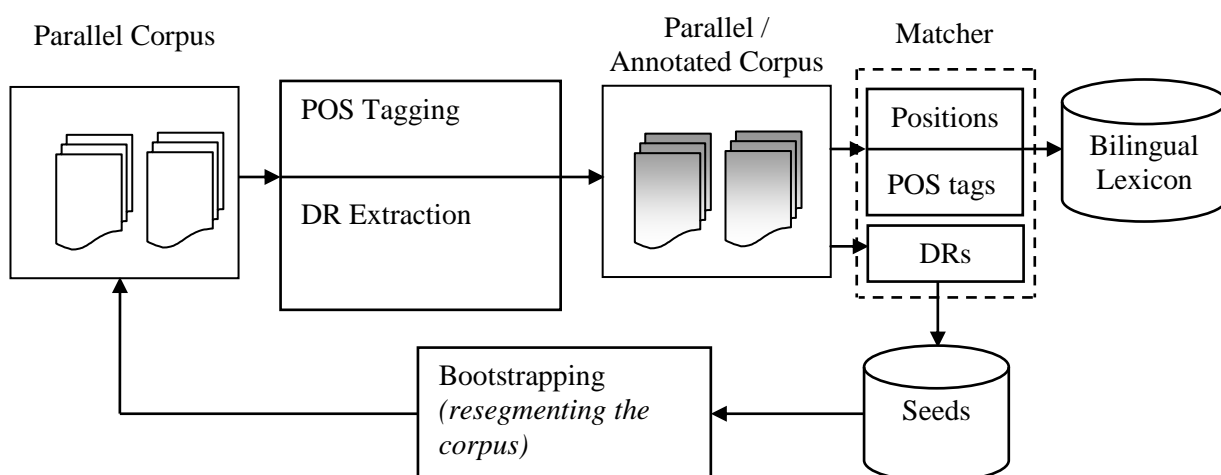 Parallel Corpus
POS Tagging
DR Extraction
Parallel /
Annotated Corpus
Matcher
Positions
POS tags
DRs
Bilingual
Lexicon
Bootstrapping
(resegmenting the
corpus)
Seeds